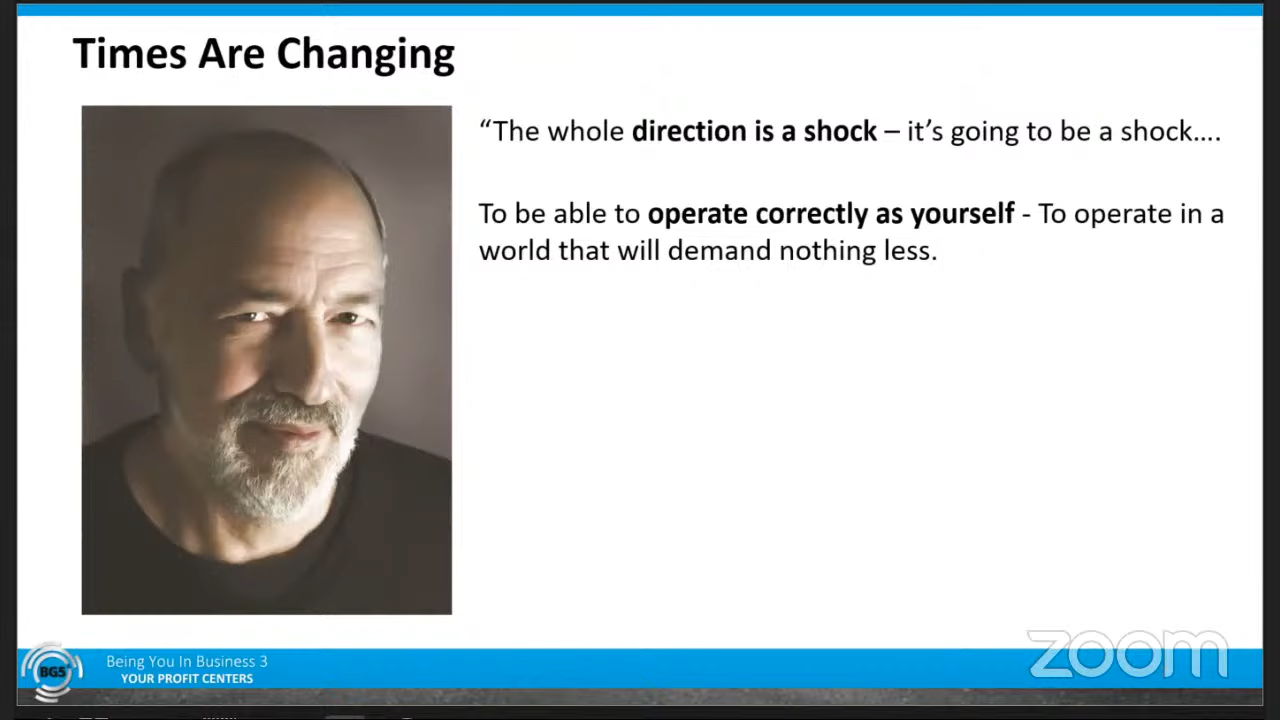 Times Are Changing
“The whole direction is a shock – it’s going to be a shock….
To be able to operate correctly as yourself - To operate in a
world that will demand nothing less.
Being You In Business 3
YOUR PROFIT CENTERS
BG5
zoom